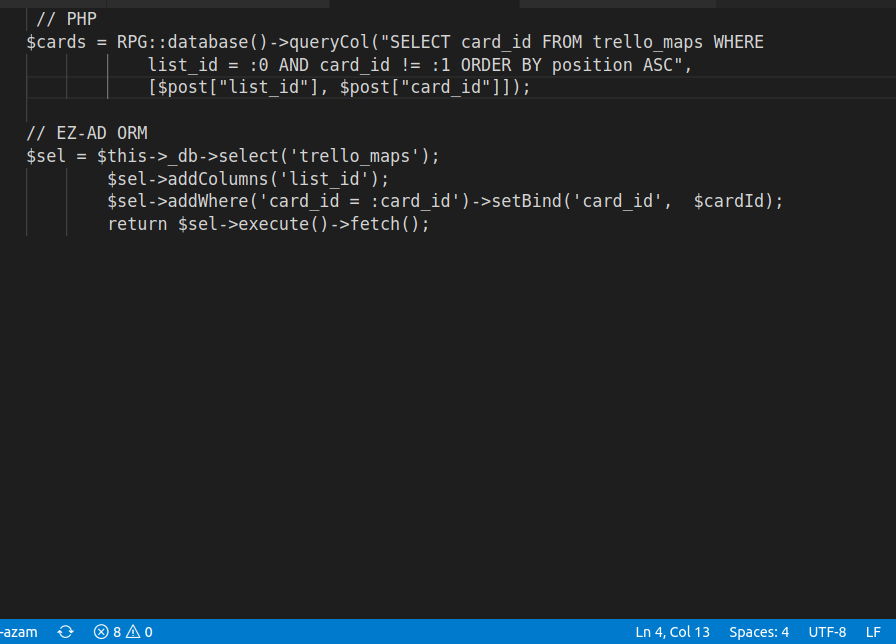 // PHP
$cards = RPG::database()->queryCol("SELECT card_id FROM trello_maps WHERE
list_id = :0 AND card_id != :1 ORDER BY position ASC",
[$post["list_id"], $post["card_id"]]);
// EZ-AD ORM
$sel = $this->_db->select('trello_maps');
$sel->addColumns('list_id');
$sel->addWhere('card_id = :card_id')->setBind('card_id',  $cardId);
return $sel->execute()->fetch();
-azam 8 0 Ln 4, Col 13 Spaces: 4 UTF-8 LF